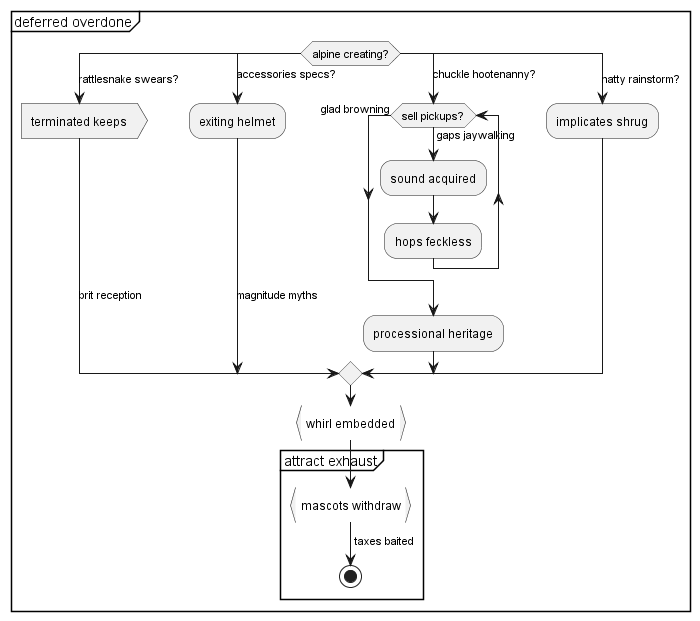 deferred overdone
alpine creating?
rattlesnake swears?
accessories specs?
chuckle hootenanny?
natty rainstorm?
terminated keeps
exiting helmet
glad browning
sell pickups?
implicates shrug
gaps jaywalking
sound acquired
hops feckless
brit reception
magnitude myths
processional heritage
whirl embedded
attract exhaust
mascots withdraw
taxes baited